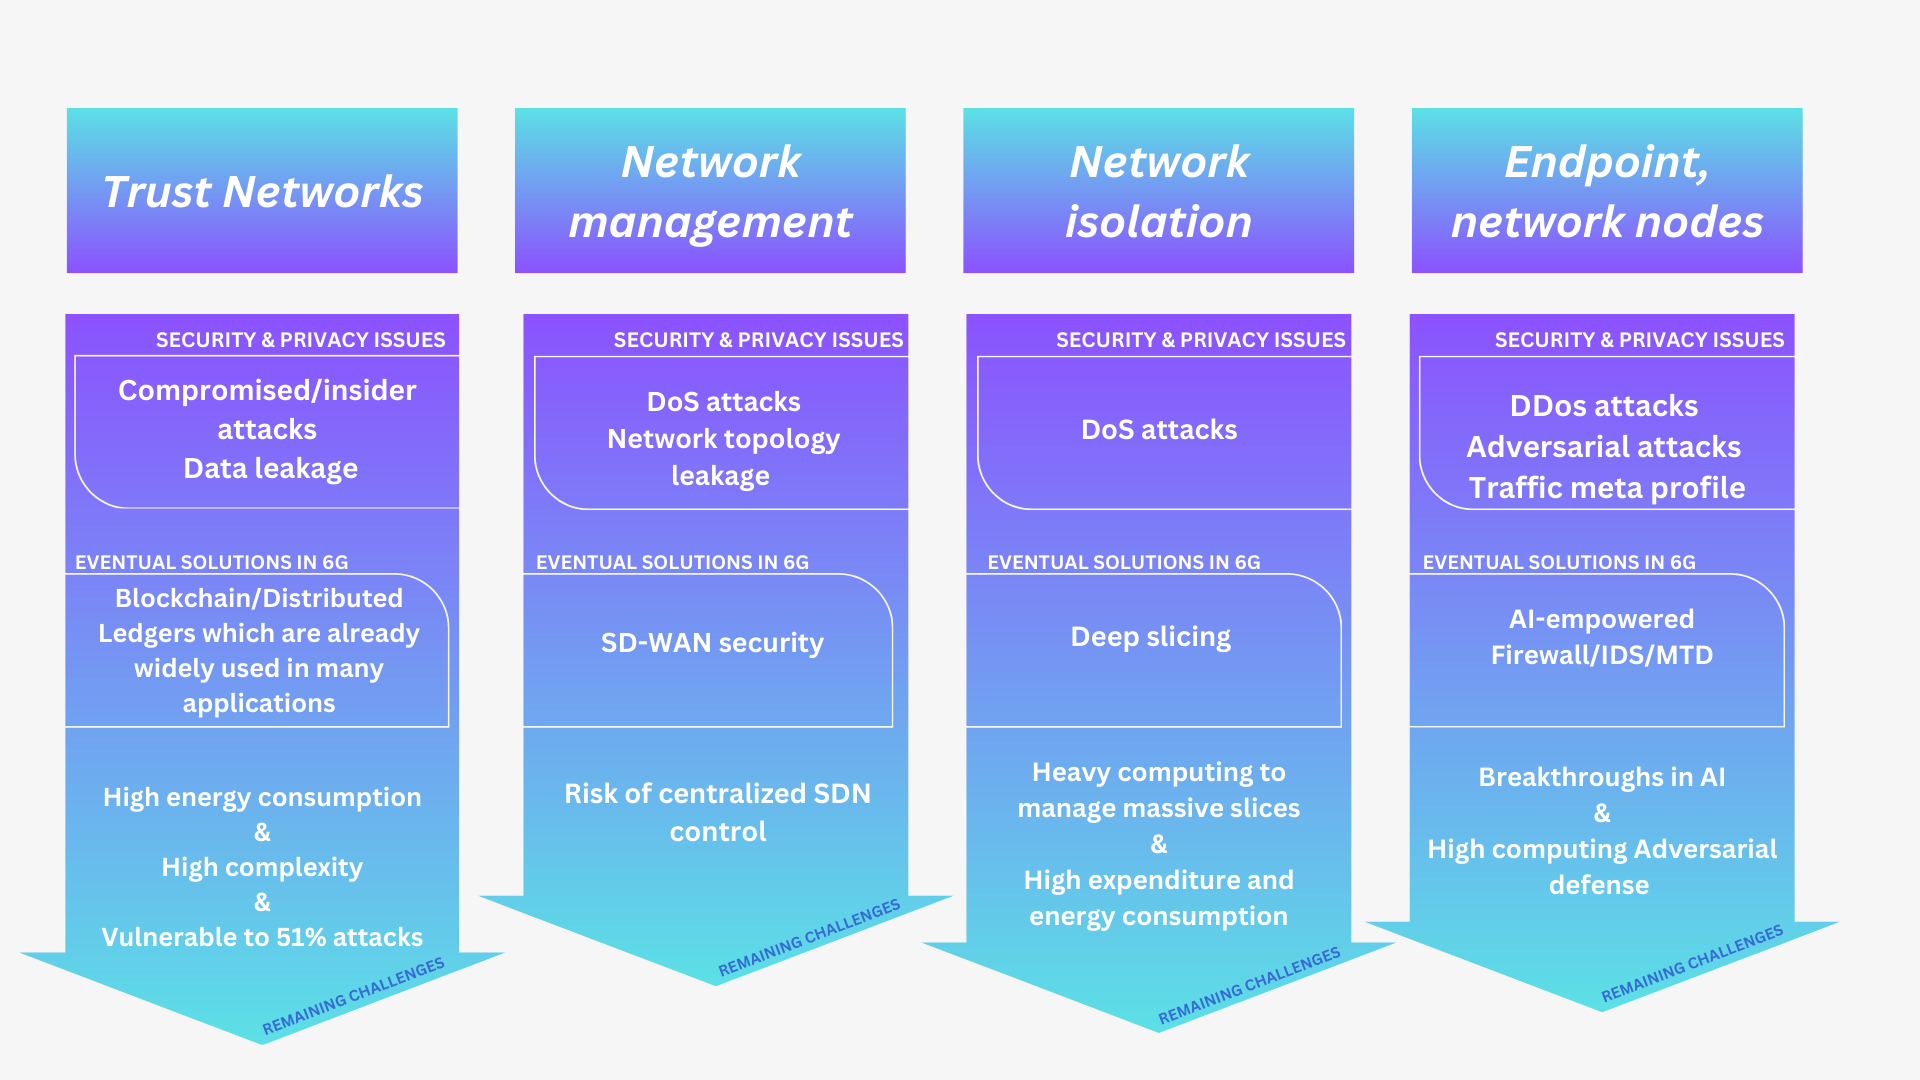 Trust Networks
SECURITY & PRIVACY ISSUES
Compromised/insider
attacks
Data leakage
EVENTUAL SOLUTIONS IN 6G
Blockchain/Distributed
Ledgers which are already
widely used in many
applications
High energy consumption
&
High complexity
&
Vulnerable to 51% attacks
REMAINING CHALLENGES
Network
management
SECURITY & PRIVACY ISSUES
DoS attacks
Network topology
leakage
EVENTUAL SOLUTIONS IN 6G
SD-WAN security
Risk of centralized SDN
control
REMAINING CHALLENGES
Network
isolation
SECURITY & PRIVACY ISSUES
DoS attacks
EVENTUAL SOLUTIONS IN 6G
Deep slicing
Heavy computing to
manage massive slices
&
High expenditure and
energy consumption
REMAINING CHALLENGES
Endpoint,
network nodes
SECURITY & PRIVACY ISSUES
DDos attacks
Adversarial attacks
Traffic meta profile
EVENTUAL SOLUTIONS IN 6G
AI-empowered
Firewall/IDS/MTD
Breakthroughs in AI
&
High computing Adversarial
defense
REMAINING CHALLENGES